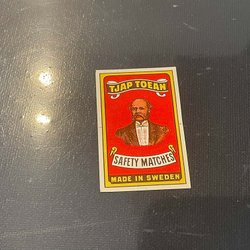 TJAP TOEAN
SAFETY MATCHES
MADE IN SWEDEN